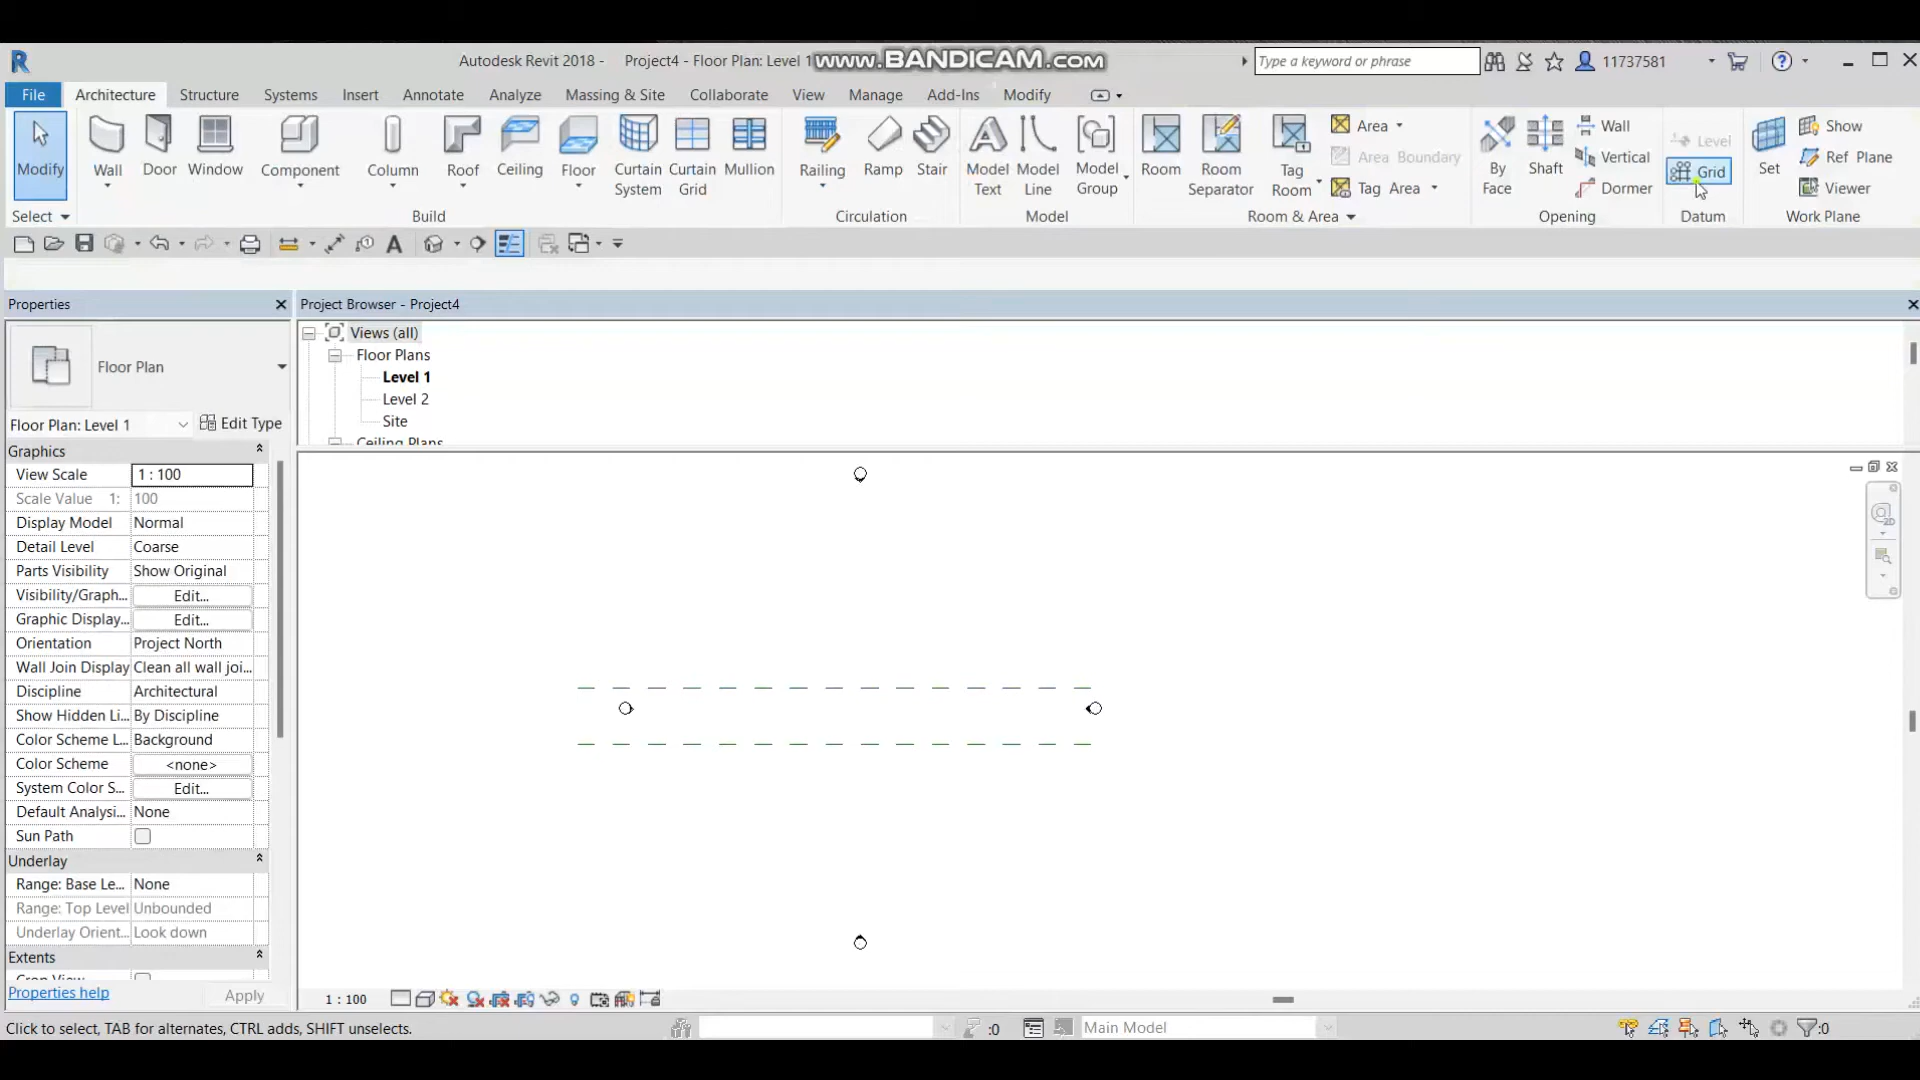 Autodesk Revit 2018 - Project4 - Floor Plan: Level 1
www.BANDICAM.com
Type a keyword or phrase
11737581
File Architecture Structure Systems Insert Annotate Analyze Massing & Site Collaborate View Manage Add-Ins Modify
Modify
Wall
Door
Window
Component
Column
Roof
Ceiling
Floor
Curtain System
Curtain Grid
Mullion
Railing
Ramp
Stair
Model Text
Model Line
Model Group
Room
Room Separator
Tag Room
Area
Area Boundary
Tag Area
By Face
Shaft
Wall
Vertical
Dormer
Level
Grid
Set
Show
Ref Plane
Viewer
Select Build Circulation Model Room & Area Opening Datum Work Plane
Properties
Project Browser - Project4
Floor Plan
Views (all)
Floor Plans
Level 1
Level 2
Site
Ceiling Plans
Floor Plan: Level 1 Edit Type
Graphics
View Scale 1 : 100
Scale Value 1: 100
Display Model Normal
Detail Level Coarse
Parts Visibility Show Original
Visibility/Graph... Edit...
Graphic Display... Edit...
Orientation Project North
Wall Join Display Clean all wall joi...
Discipline Architectural
Show Hidden Li... By Discipline
Color Scheme L... Background
Color Scheme <none>
System Color S... Edit...
Default Analysi... None
Sun Path
Underlay
Range: Base Le... None
Range: Top Level Unbounded
Underlay Orient... Look down
Extents
Crop View
Properties help Apply
1 : 100
2D
Click to select, TAB for alternates, CTRL adds, SHIFT unselects.
:0
Main Model
:0